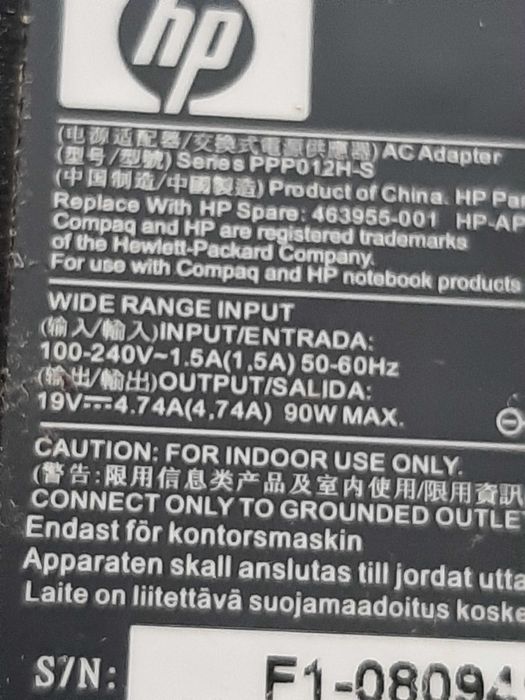 hp
(电源适配器/交换式電源供應器) AC Adapter
(型号/型號) Series PPP012H-S
(中国制造/中國製造) Product of China. HP Par
Replace With HP Spare: 463955-001 HP-AP
Compaq and HP are registered trademarks
of the Hewlett-Packard Company.
For use with Compaq and HP notebook products
WIDE RANGE INPUT
(输入/輸入)INPUT/ENTRADA:
100-240V~1.5A(1,5A) 50-60Hz
(输出/輸出)OUTPUT/SALIDA:
19V⎓4.74A(4,74A) 90W MAX.
CAUTION: FOR INDOOR USE ONLY.
(警告:限用信息类产品及室内使用/限用資訊
CONNECT ONLY TO GROUNDED OUTLE
Endast för kontorsmaskin
Apparaten skall anslutas till jordat utta
Laite on liitettävä suojamaadoitus koske
S/N:
F1-08094